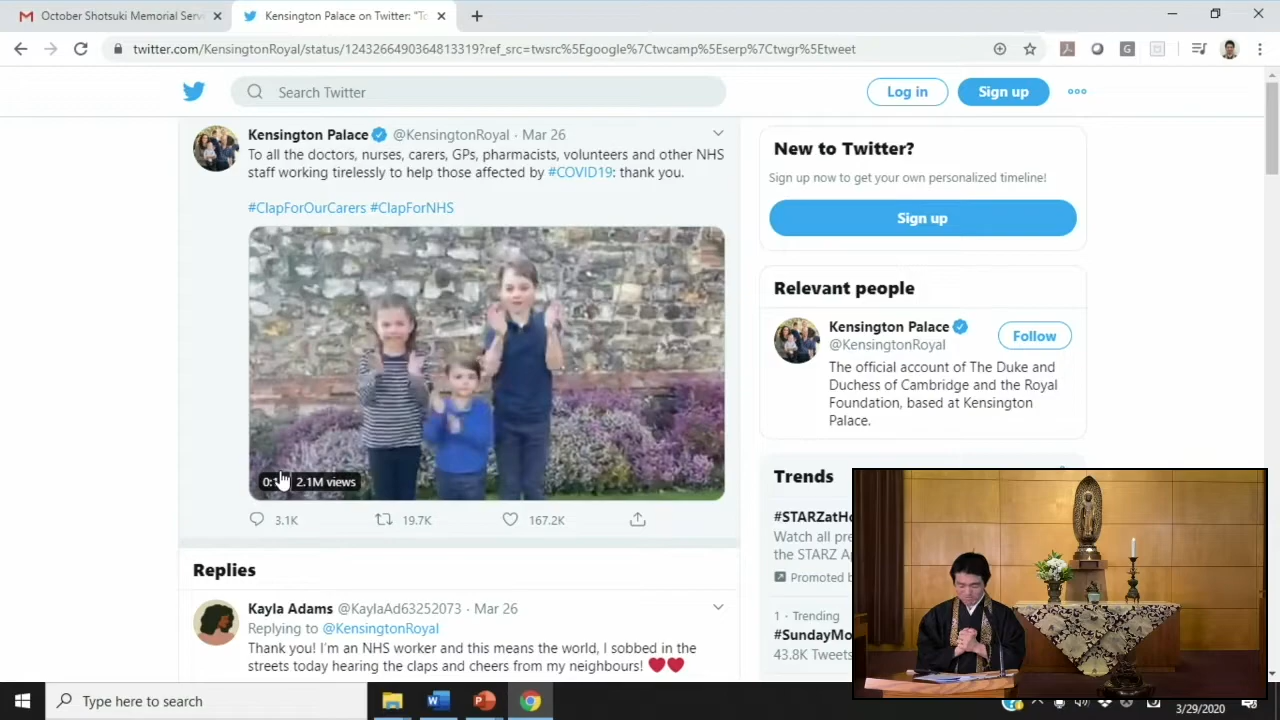 October Shotsuki Memorial Serv
Kensington Palace on Twitter: "To
twitter.com/KensingtonRoyal/status/1243266490364813319?ref_src=twsrc%5Egoogle%7Ctwcamp%5Eserp%7Ctwgr%5Etweet
Search Twitter
Log in
Sign up
Kensington Palace @KensingtonRoyal · Mar 26
To all the doctors, nurses, carers, GPs, pharmacists, volunteers and other NHS
staff working tirelessly to help those affected by #COVID19: thank you.
#ClapForOurCarers #ClapForNHS
2.1M views
3.1K
19.7K
167.2K
Replies
Kayla Adams @KaylaAd63252073 · Mar 26
Replying to @KensingtonRoyal
Thank you! I'm an NHS worker and this means the world, I sobbed in the
streets today hearing the claps and cheers from my neighbours! ❤❤
New to Twitter?
Sign up now to get your own personalized timeline!
Sign up
Relevant people
Kensington Palace
@KensingtonRoyal
Follow
The official account of The Duke and
Duchess of Cambridge and the Royal
Foundation, based at Kensington
Palace.
Trends
#STARZatHo
Watch all pre
the STARZ A
Promoted b
1 · Trending
#SundayMo
43.8K Tweets
Type here to search
3/29/2020